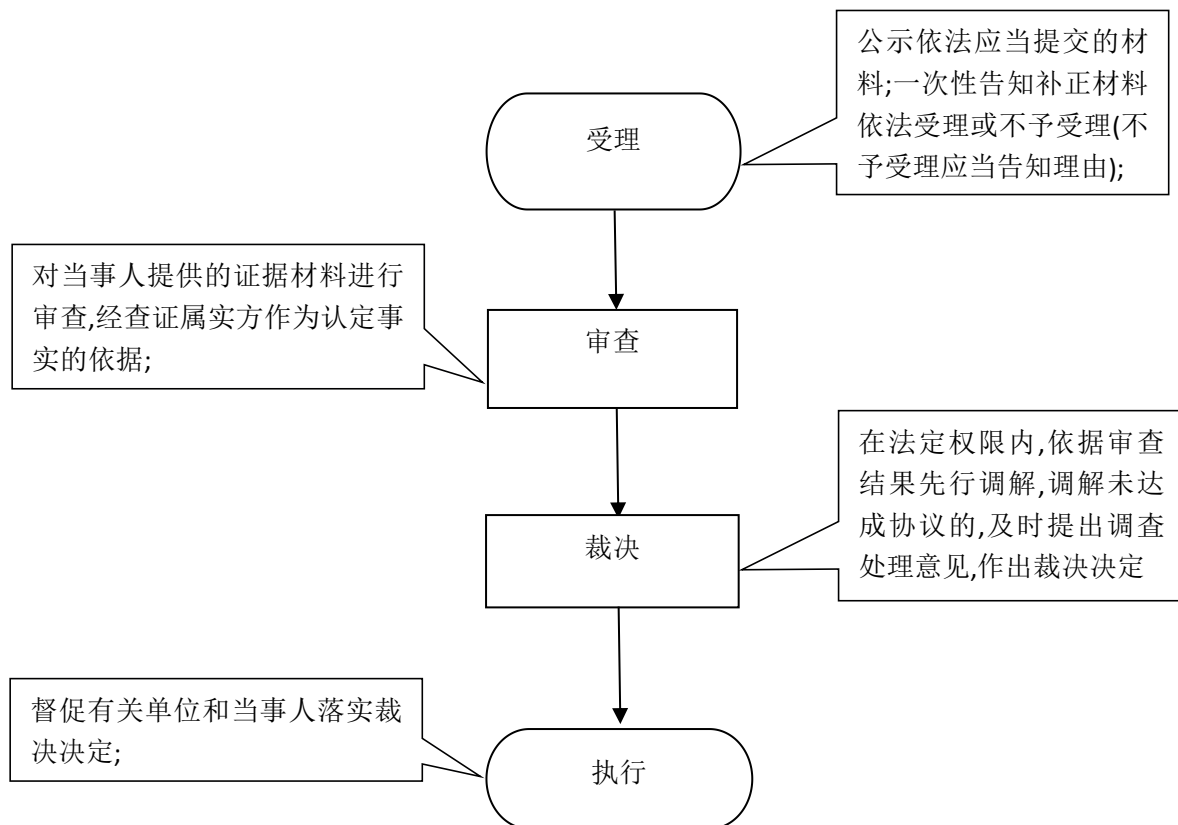 公示依法应当提交的材
料;一次性告知补正材料
依法受理或不予受理(不
予受理应当告知理由);
受理
对当事人提供的证据材料进行
审查,经查证属实方作为认定事
实的依据;
审查
在法定权限内,依据审查
结果先行调解,调解未达
成协议的,及时提出调查
处理意见,作出裁决决定
裁决
督促有关单位和当事人落实裁
决决定;
执行